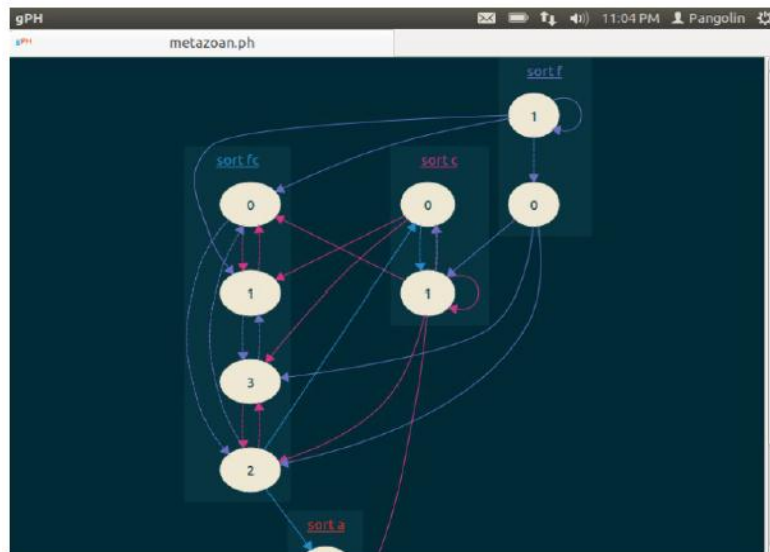 gPH 11:04 PM Pangolin
gPH metazoan.ph
sort f
1
sort fc sort c
0 0 0
1 1
3
2
sort a